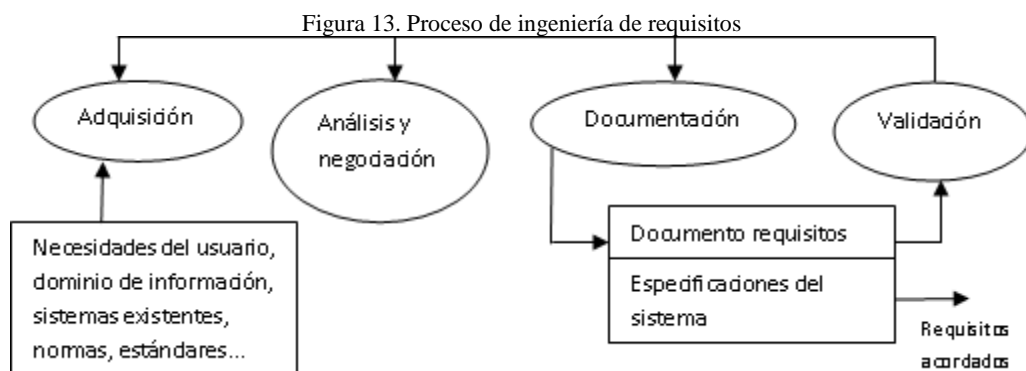 Figura 13. Proceso de ingeniería de requisitos
Adquisición
Análisis y
negociación
Documentación
Validación
Necesidades del usuario,
dominio de información,
sistemas existentes,
normas, estándares...
Documento requisitos
Especificaciones del
sistema
Requisitos
acordados